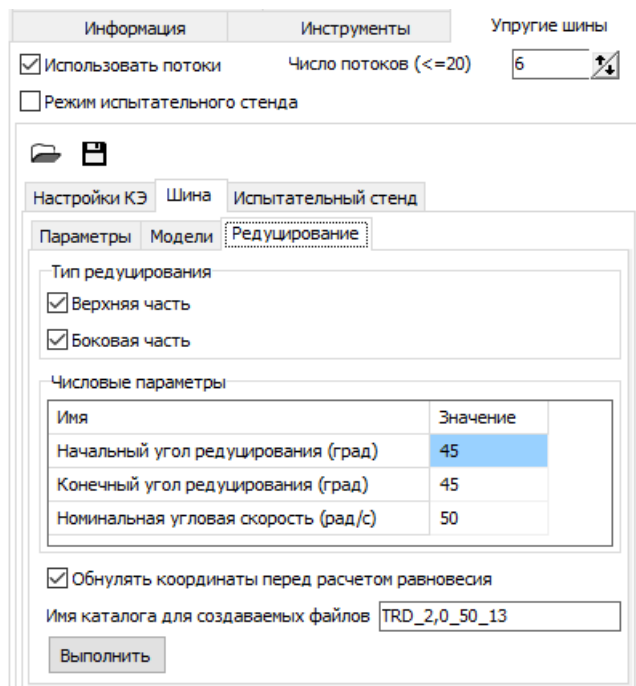 Информация Инструменты Упругие шины
Использовать потоки Число потоков (<=20) 6
Режим испытательного стенда
Настройки КЭ Шина Испытательный стенд
Параметры Модели Редуцирование
Тип редуцирования
Верхняя часть
Боковая часть
Числовые параметры
Имя Значение
Начальный угол редуцирования (град) 45
Конечный угол редуцирования (град) 45
Номинальная угловая скорость (рад/с) 50
Обнулять координаты перед расчетом равновесия
Имя каталога для создаваемых файлов TRD_2,0_50_13
Выполнить